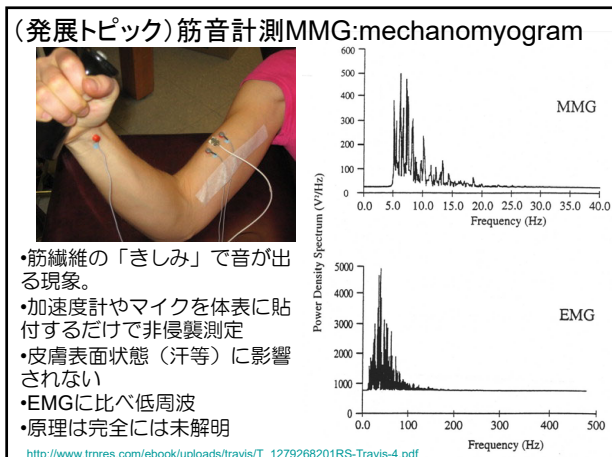 (発展トピック)筋音計測MMG:mechanomyogram
•筋繊維の「きしみ」で音が出
る現象。
•加速度計やマイクを体表に貼
付するだけで非侵襲測定
•皮膚表面状態（汗等）に影響
されない
•EMGに比べ低周波
•原理は完全には未解明
http://www.trnres.com/ebook/uploads/travis/T_1279268201RS-Travis-4.pdf
Power Density Spectrum (V²/Hz)
600
500
400
300
200
100
0
MMG
0.0 5.0 10.0 15.0 20.0 25.0 30.0 35.0 40.0
Frequency (Hz)
5000
4000
3000
2000
1000
0
EMG
0.0 100 200 300 400 500
Frequency (Hz)